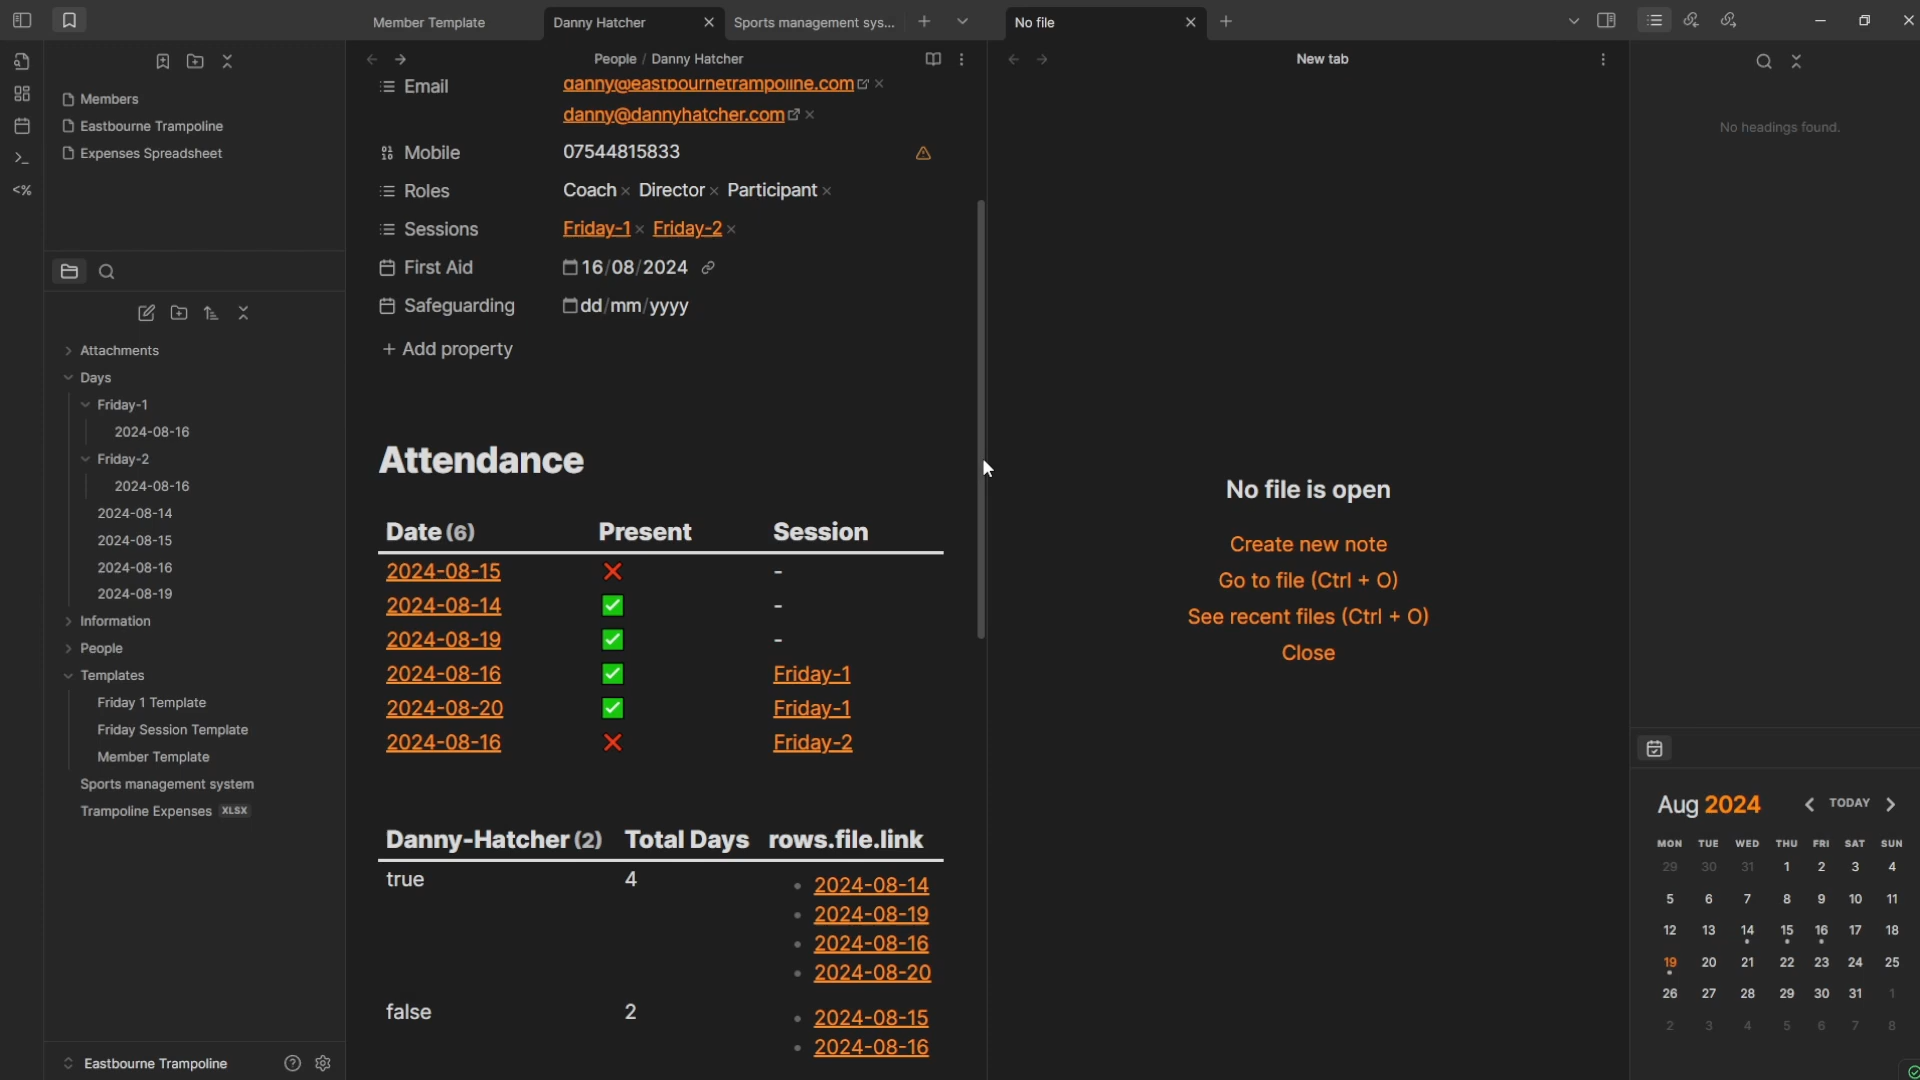 Member Template
Danny Hatcher
Sports management sys...
No file
People / Danny Hatcher
New tab
Members
Eastbourne Trampoline
Expenses Spreadsheet
<%
Attachments
Days
Friday-1
2024-08-16
Friday-2
2024-08-16
2024-08-14
2024-08-15
2024-08-16
2024-08-19
Information
People
Templates
Friday 1 Template
Friday Session Template
Member Template
Sports management system
Trampoline Expenses XLSX
Eastbourne Trampoline
Email danny@eastbournetrampoline.com
danny@dannyhatcher.com
Mobile 07544815833
Roles Coach Director Participant
Sessions Friday-1 Friday-2
First Aid 16/08/2024
Safeguarding dd/mm/yyyy
+ Add property
Attendance
Date (6) Present Session
2024-08-15 ❌ -
2024-08-14 ✅ -
2024-08-19 ✅ -
2024-08-16 ✅ Friday-1
2024-08-20 ✅ Friday-1
2024-08-16 ❌ Friday-2
Danny-Hatcher (2) Total Days rows.file.link
true 4 • 2024-08-14
• 2024-08-19
• 2024-08-16
• 2024-08-20
false 2 • 2024-08-15
• 2024-08-16
No file is open
Create new note
Go to file (Ctrl + O)
See recent files (Ctrl + O)
Close
No headings found.
Aug 2024 TODAY
MON TUE WED THU FRI SAT SUN
29 30 31 1 2 3 4
5 6 7 8 9 10 11
12 13 14 15 16 17 18
19 20 21 22 23 24 25
26 27 28 29 30 31 1
2 3 4 5 6 7 8